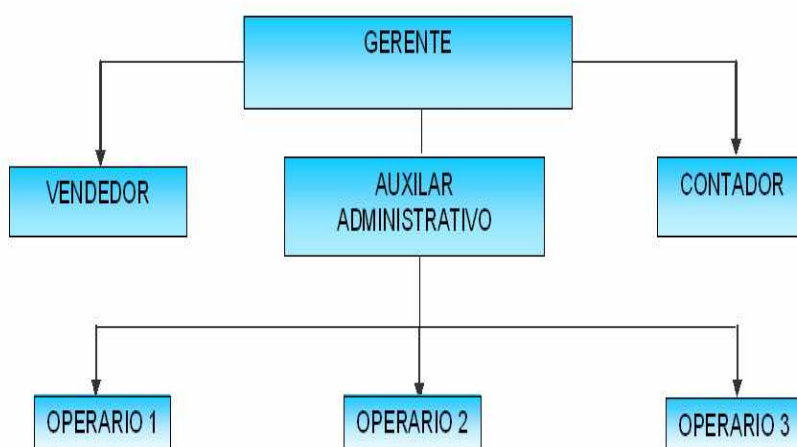 GERENTE
VENDEDOR
AUXILAR
ADMINISTRATIVO
CONTADOR
OPERARIO 1
OPERARIO 2
OPERARIO 3